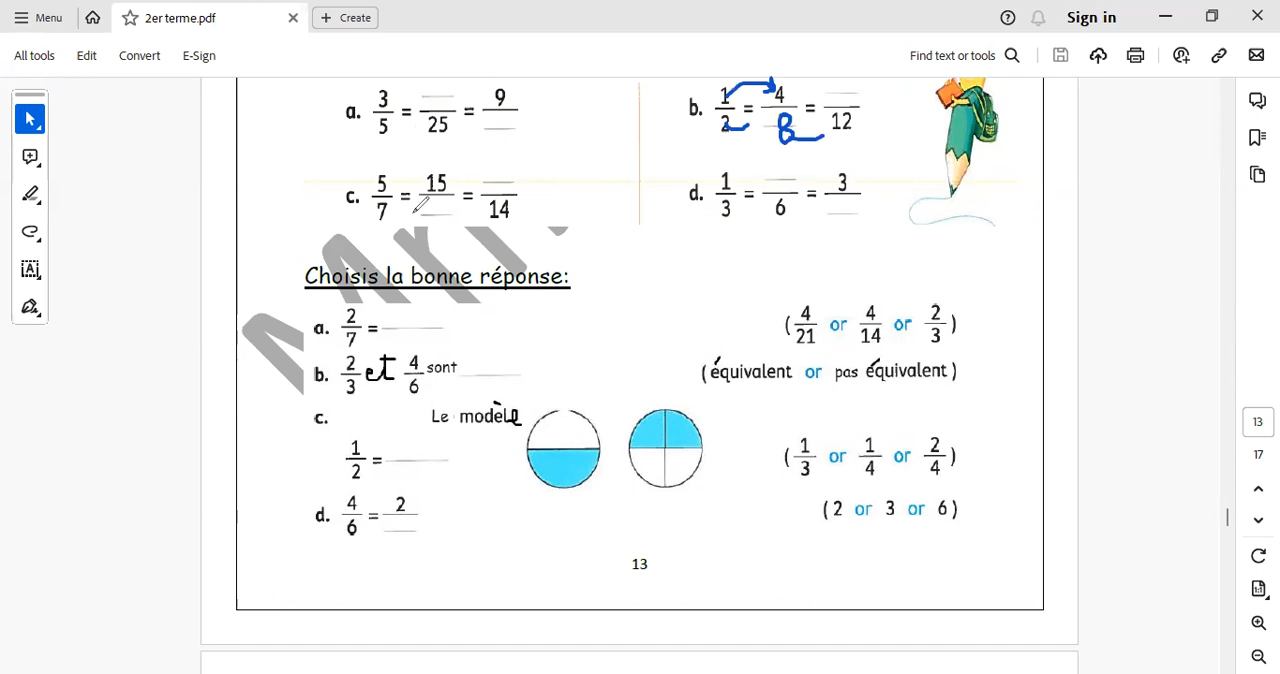 Menu 2er terme.pdf Create Sign in
All tools Edit Convert E-Sign Find text or tools
a. 3/5 = __/25 = 9/__ b. 1/2 = 4/8 = __/12
c. 5/7 = 15/__ = __/14 d. 1/3 = __/6 = 3/__
Choisis la bonne réponse:
a. 2/7 = ____ (4/21 or 4/14 or 2/3)
b. 2/3 et 4/6 sont ____ (équivalent or pas équivalent)
c. Le modèle
1/2 = ____ (1/3 or 1/4 or 2/4)
d. 4/6 = 2/__ (2 or 3 or 6)
13
13
17